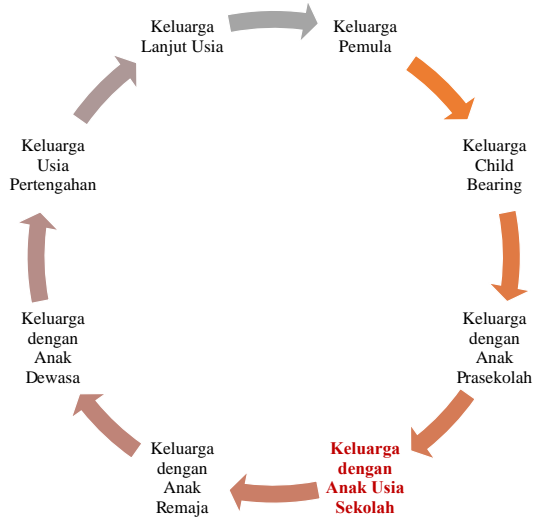 Keluarga
Pemula
Keluarga
Child
Bearing
Keluarga
dengan
Anak
Prasekolah
Keluarga
dengan
Anak Usia
Sekolah
Keluarga
dengan
Anak
Remaja
Keluarga
dengan
Anak
Dewasa
Keluarga
Usia
Pertengahan
Keluarga
Lanjut Usia